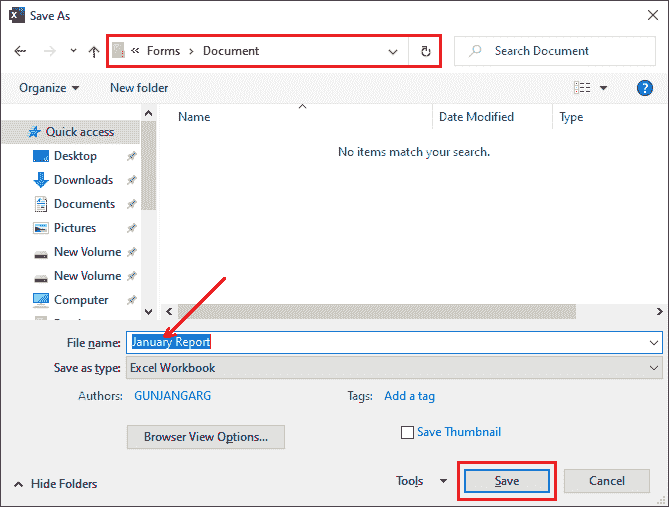 Save As
« Forms > Document
Search Document
Organize
New folder
?
Name
Date Modified
Type
Quick access
Desktop
Downloads
Documents
Pictures
New Volume
New Volume
Computer
No items match your search.
File name: January Report
Save as type: Excel Workbook
Authors: GUNJANGARG
Tags: Add a tag
Browser View Options...
Save Thumbnail
Hide Folders
Tools
Save
Cancel